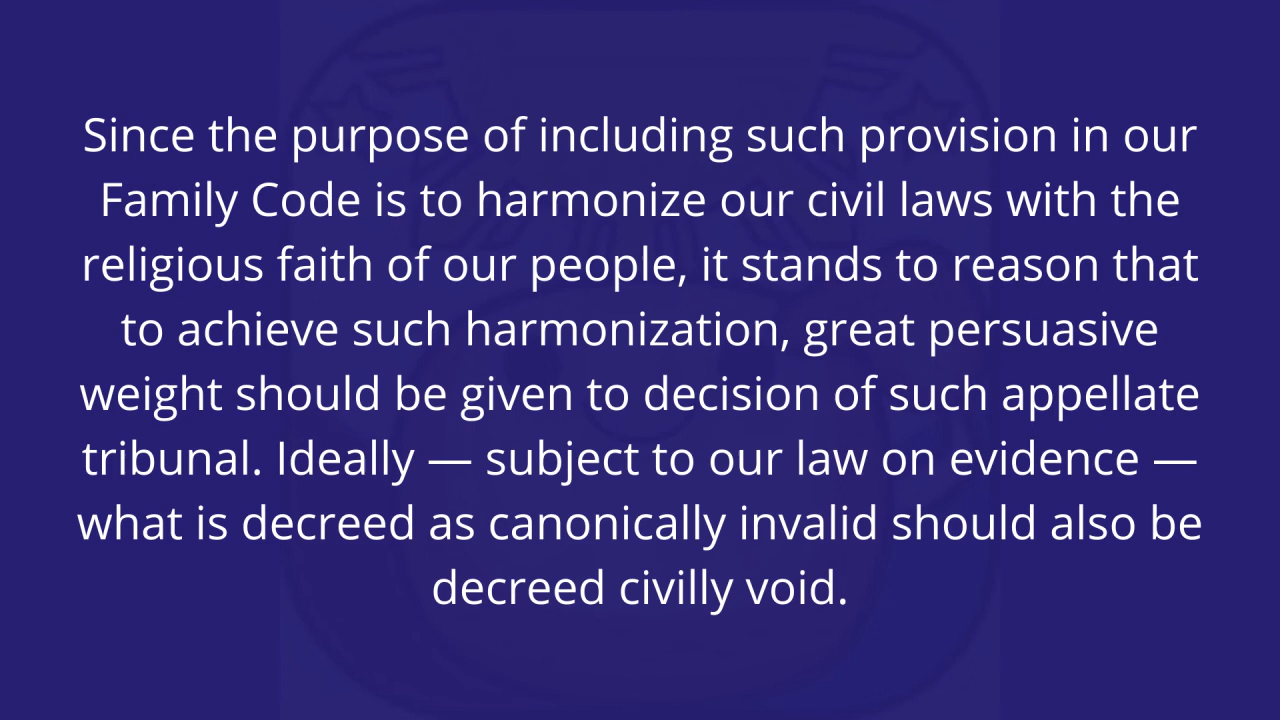 Since the purpose of including such provision in our
Family Code is to harmonize our civil laws with the
religious faith of our people, it stands to reason that
to achieve such harmonization, great persuasive
weight should be given to decision of such appellate
tribunal. Ideally — subject to our law on evidence —
what is decreed as canonically invalid should also be
decreed civilly void.